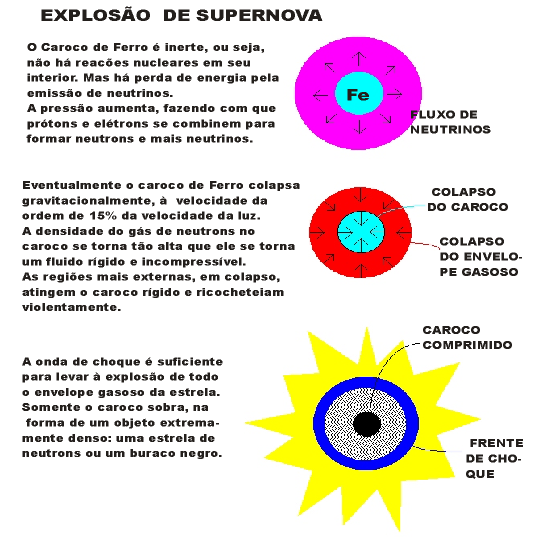 EXPLOSÃO DE SUPERNOVA
O Caroco de Ferro é inerte, ou seja,
não há reacões nucleares em seu
interior. Mas há perda de energia pela
emissão de neutrinos.
A pressão aumenta, fazendo com que
prótons e elétrons se combinem para
formar neutrons e mais neutrinos.
Fe
FLUXO DE
NEUTRINOS
Eventualmente o caroco de Ferro colapsa
gravitacionalmente, à velocidade da
ordem de 15% da velocidade da luz.
A densidade do gás de neutrons no
caroco se torna tão alta que ele se torna
um fluido rígido e incompressível.
As regiões mais externas, em colapso,
atingem o caroco rígido e ricocheteiam
violentamente.
COLAPSO
DO CAROCO
COLAPSO
DO ENVELO-
PE GASOSO
A onda de choque é suficiente
para levar à explosão de todo
o envelope gasoso da estrela.
Somente o caroco sobra, na
forma de um objeto extrema-
mente denso: uma estrela de
neutrons ou um buraco negro.
CAROCO
COMPRIMIDO
FRENTE
DE CHO-
QUE